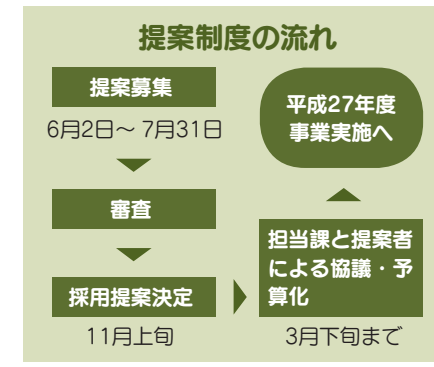 提案制度の流れ
提案募集
6月2日～7月31日
審査
採用提案決定
11月上旬
担当課と提案者
による協議・予
算化
3月下旬まで
平成27年度
事業実施へ